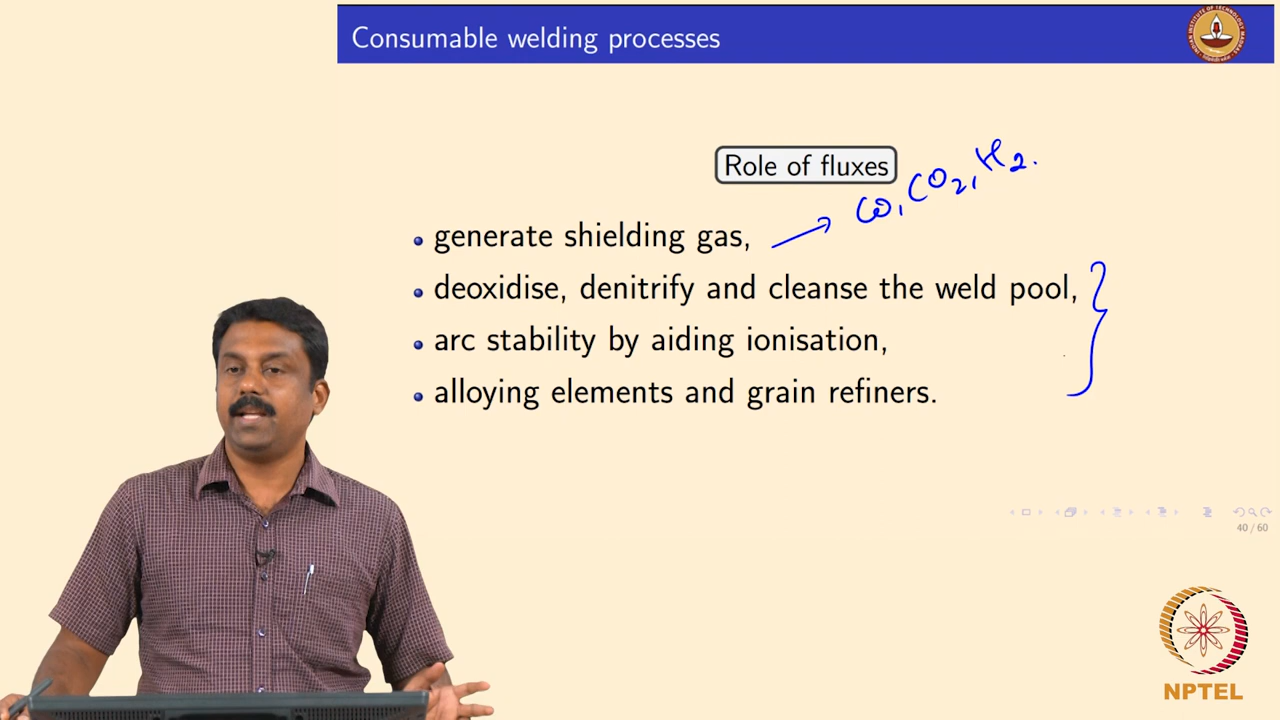 Consumable welding processes
Role of fluxes
CO, CO2, H2.
generate shielding gas,
deoxidise, denitrify and cleanse the weld pool,
arc stability by aiding ionisation,
alloying elements and grain refiners.
40 / 60
NPTEL